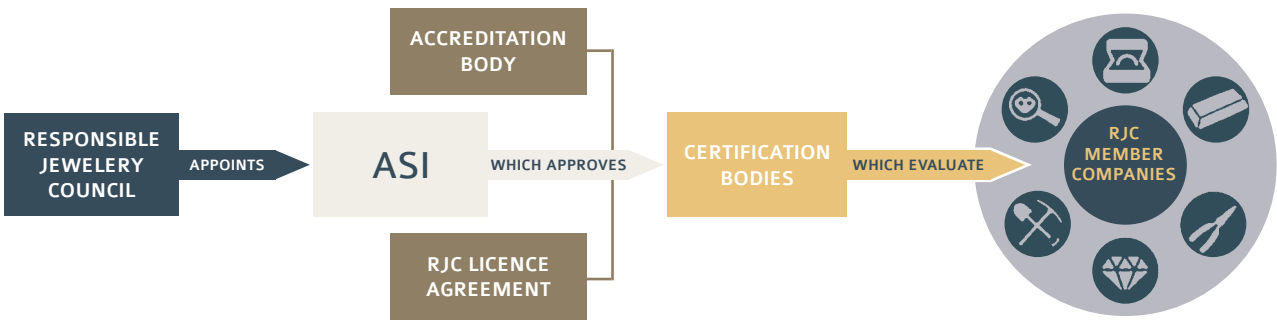 RESPONSIBLE
JEWELERY
COUNCIL
APPOINTS
ASI
ACCREDITATION
BODY
WHICH APPROVES
RJC LICENCE
AGREEMENT
CERTIFICATION
BODIES
WHICH EVALUATE
RJC
MEMBER
COMPANIES